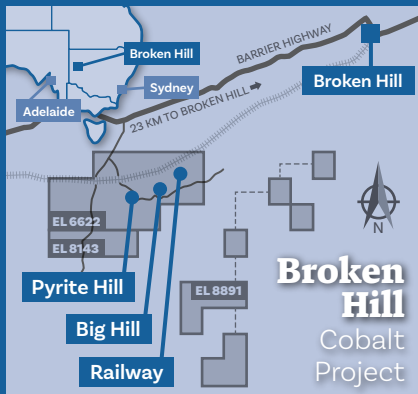 Broken Hill
Sydney
Adelaide
BARRIER HIGHWAY
Broken Hill
23 KM TO BROKEN HILL
EL 6622
EL 8143
EL 8891
N
Pyrite Hill
Big Hill
Railway
Broken
Hill
Cobalt
Project